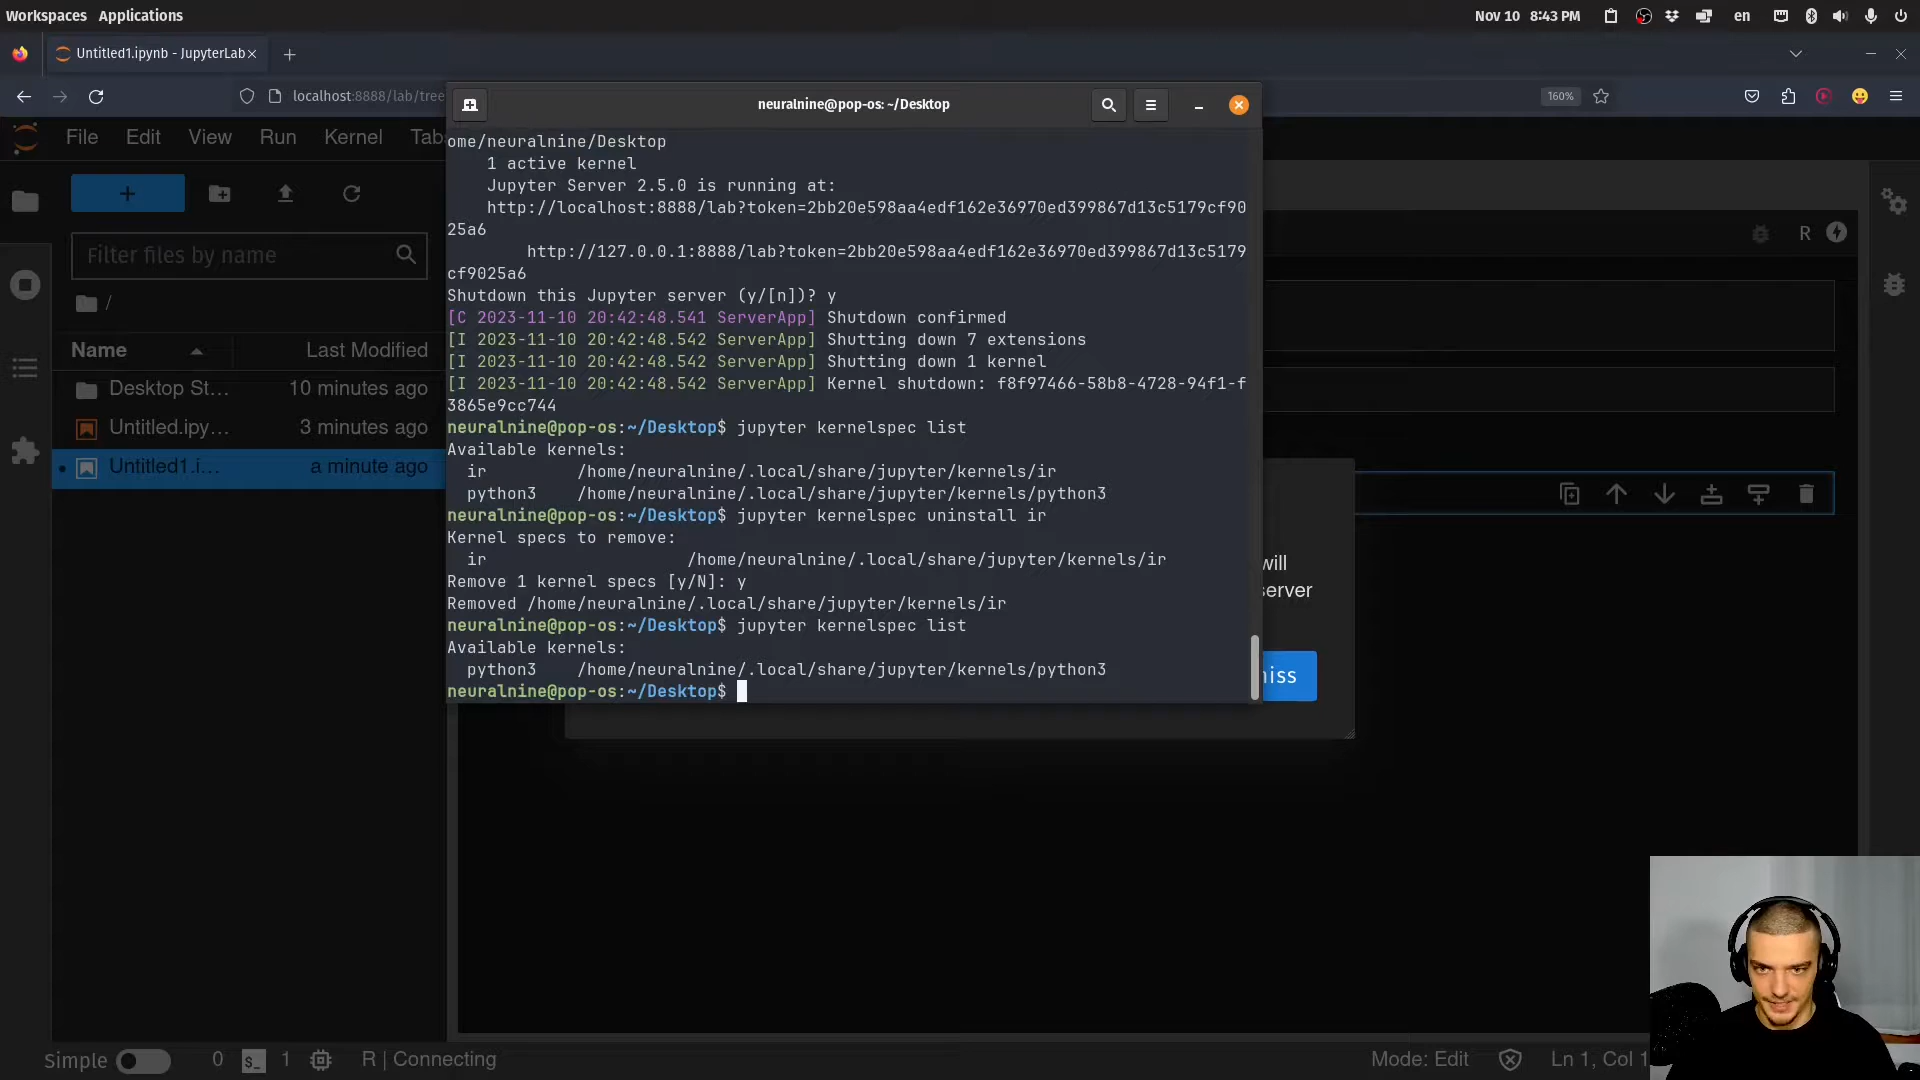 Workspaces Applications
Nov 10 8:43 PM
en
Untitled1.ipynb - JupyterLab
localhost:8888/lab/tree
160%
neuralnine@pop-os: ~/Desktop
File Edit View Run Kernel Tab
Filter files by name
/
Name Last Modified
Desktop St... 10 minutes ago
Untitled.ipy... 3 minutes ago
Untitled1.i... a minute ago
ome/neuralnine/Desktop
1 active kernel
Jupyter Server 2.5.0 is running at:
http://localhost:8888/lab?token=2bb20e598aa4edf162e36970ed399867d13c5179cf90
25a6
http://127.0.0.1:8888/lab?token=2bb20e598aa4edf162e36970ed399867d13c5179
cf9025a6
Shutdown this Jupyter server (y/[n])? y
[C 2023-11-10 20:42:48.541 ServerApp] Shutdown confirmed
[I 2023-11-10 20:42:48.542 ServerApp] Shutting down 7 extensions
[I 2023-11-10 20:42:48.542 ServerApp] Shutting down 1 kernel
[I 2023-11-10 20:42:48.542 ServerApp] Kernel shutdown: f8f97466-58b8-4728-94f1-f
3865e9cc744
neuralnine@pop-os:~/Desktop$ jupyter kernelspec list
Available kernels:
ir /home/neuralnine/.local/share/jupyter/kernels/ir
python3 /home/neuralnine/.local/share/jupyter/kernels/python3
neuralnine@pop-os:~/Desktop$ jupyter kernelspec uninstall ir
Kernel specs to remove:
ir /home/neuralnine/.local/share/jupyter/kernels/ir
Remove 1 kernel specs [y/N]: y
Removed /home/neuralnine/.local/share/jupyter/kernels/ir
neuralnine@pop-os:~/Desktop$ jupyter kernelspec list
Available kernels:
python3 /home/neuralnine/.local/share/jupyter/kernels/python3
neuralnine@pop-os:~/Desktop$
R
will
server
iss
Simple 0 $_ 1 R | Connecting
Mode: Edit Ln 1, Col 1